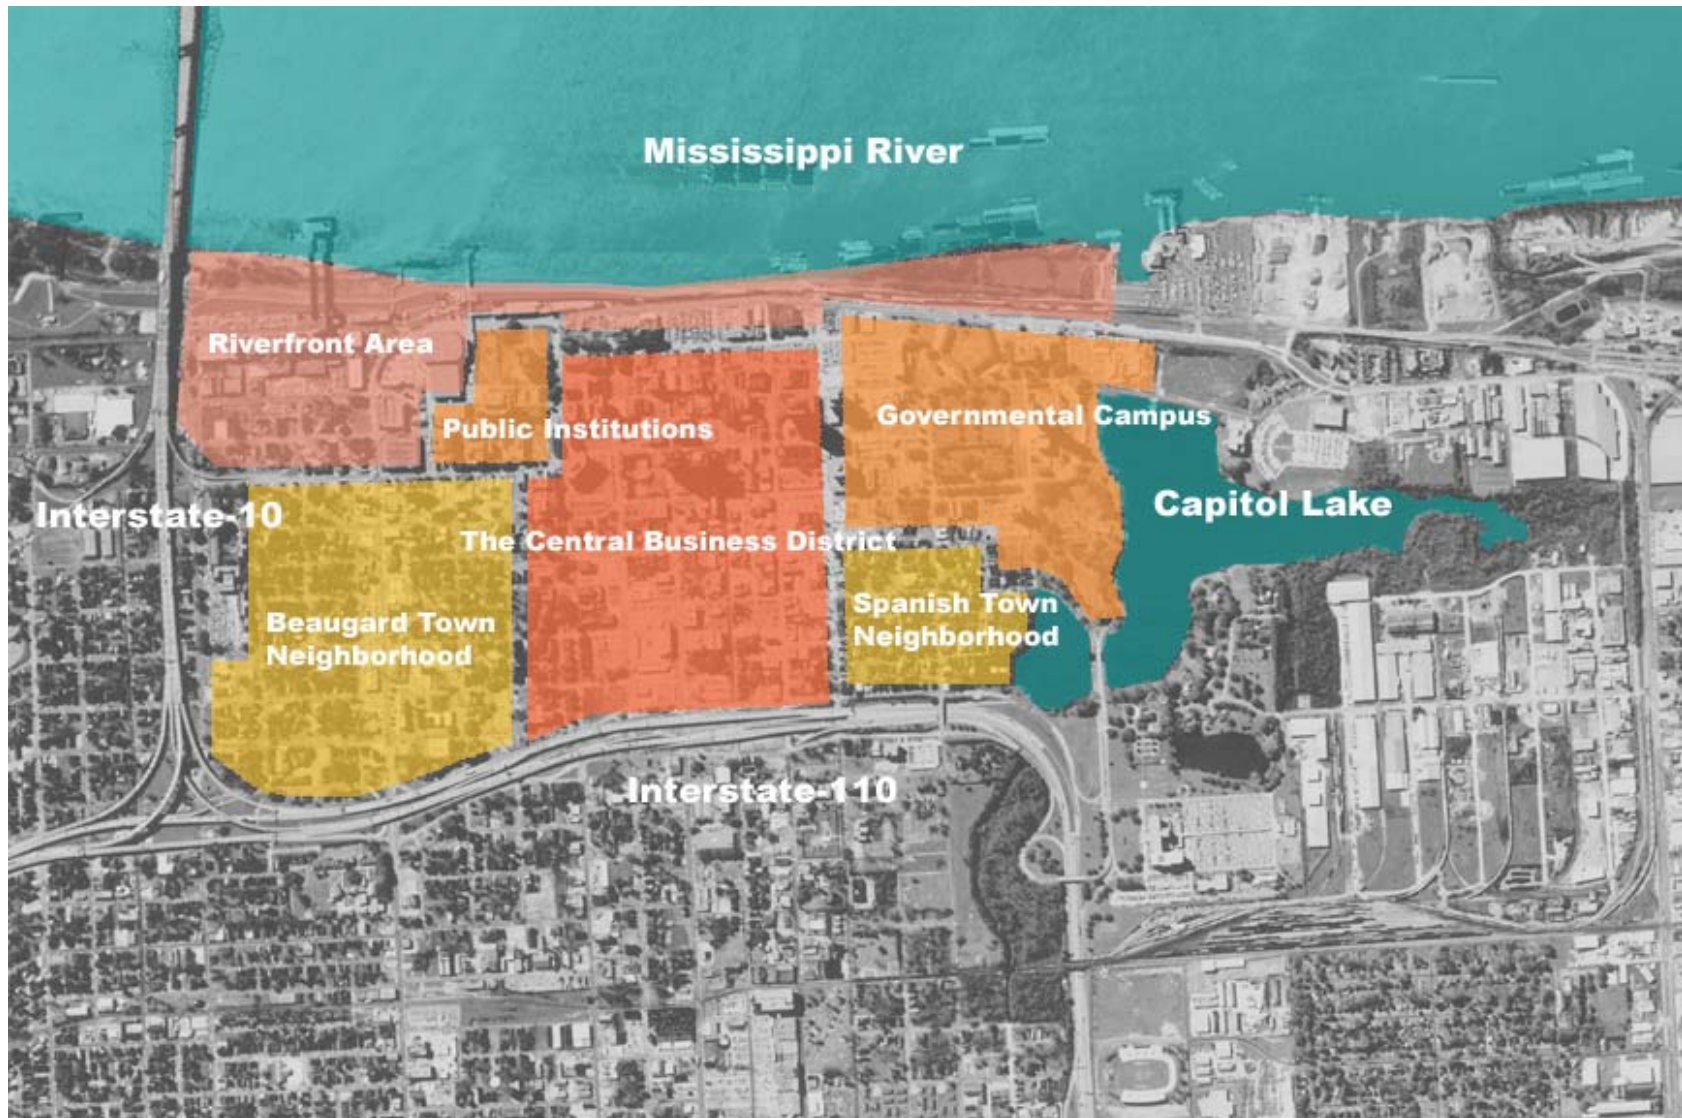 Mississippi River
Riverfront Area
Public Institutions
Governmental Campus
Interstate-10
Capitol Lake
The Central Business District
Beaugard Town
Neighborhood
Spanish Town
Neighborhood
Interstate-110